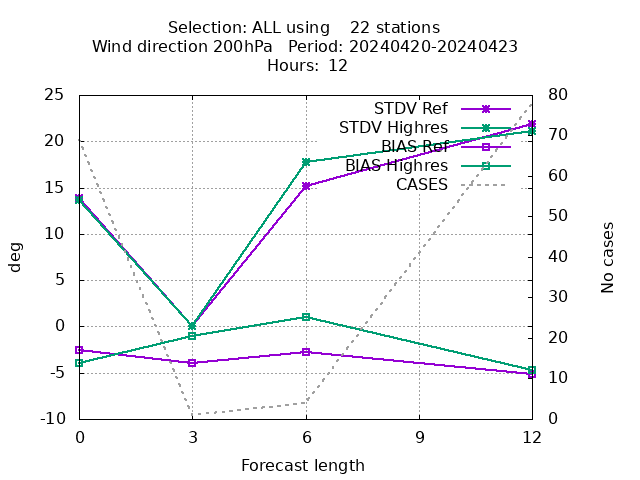 Selection: ALL using    22 stations
Wind direction 200hPa   Period: 20240420-20240423
Hours: 12
25
20
15
10
5
0
-5
-10
80
70
60
50
40
30
20
10
0
STDV Ref
STDV Highres
BIAS Ref
BIAS Highres
CASES
deg
No cases
0 3 6 9 12
Forecast length